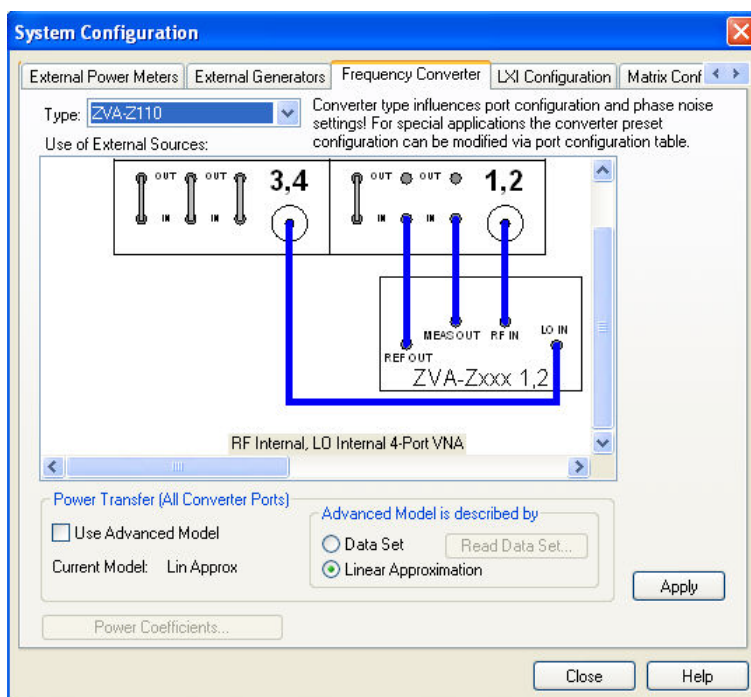 System Configuration
External Power Meters
External Generators
Frequency Converter
LXI Configuration
Matrix Conf
Type: ZVA-Z110
Converter type influences port configuration and phase noise
settings! For special applications the converter preset
configuration can be modified via port configuration table.
Use of External Sources:
OUT OUT 3,4 OUT OUT 1,2
IN IN IN IN
MEAS OUT RF IN LO IN
REF OUT
ZVA-Zxxx 1,2
RF Internal, LO Internal 4-Port VNA
Power Transfer (All Converter Ports)
Use Advanced Model
Current Model: Lin Approx
Advanced Model is described by
Data Set
Read Data Set...
Linear Approximation
Apply
Power Coefficients...
Close
Help